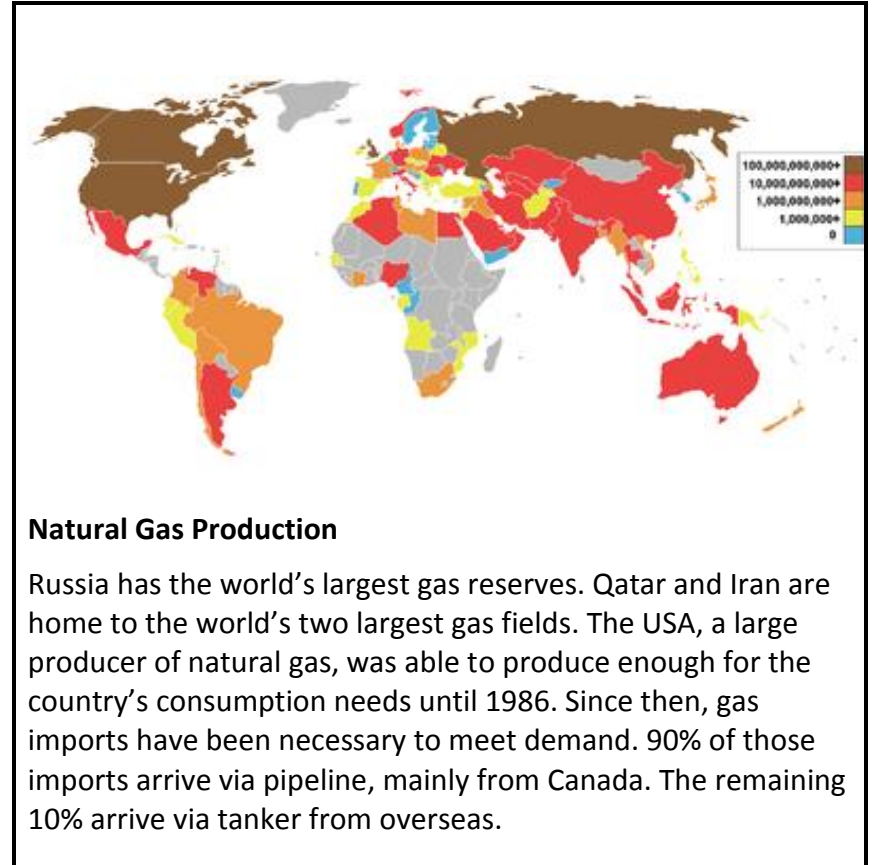 100,000,000,000+
10,000,000,000+
1,000,000,000+
1,000,000+
0
Natural Gas Production
Russia has the world’s largest gas reserves. Qatar and Iran are
home to the world’s two largest gas fields. The USA, a large
producer of natural gas, was able to produce enough for the
country’s consumption needs until 1986. Since then, gas
imports have been necessary to meet demand. 90% of those
imports arrive via pipeline, mainly from Canada. The remaining
10% arrive via tanker from overseas.